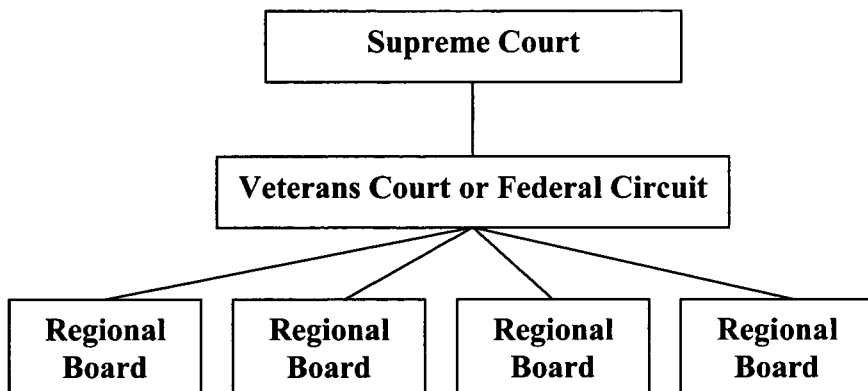 Supreme Court
Veterans Court or Federal Circuit
Regional Regional Regional Regional
Board Board Board Board